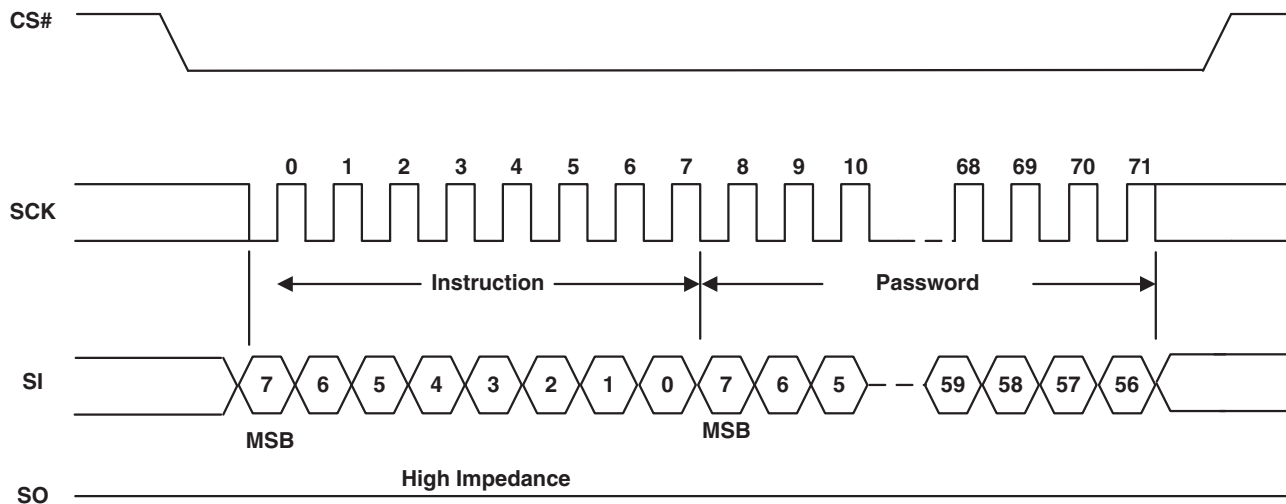 CS#
0 1 2 3 4 5 6 7 8 9 10 68 69 70 71
SCK
Instruction Password
SI 7 6 5 4 3 2 1 0 7 6 5 59 58 57 56
MSB MSB
High Impedance
SO